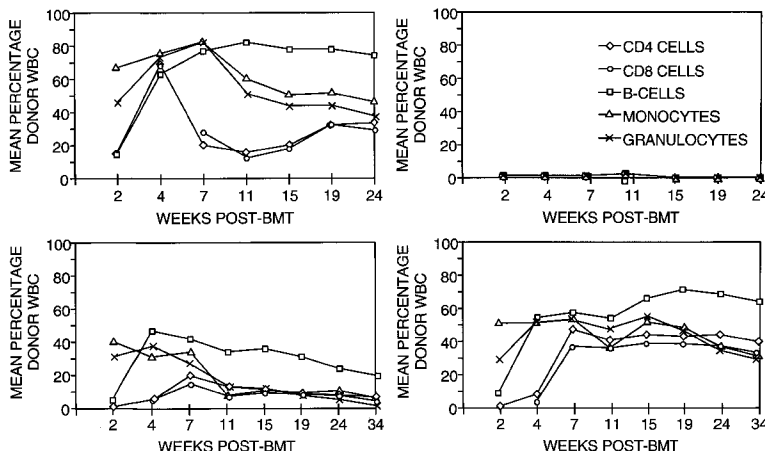 MEAN PERCENTAGE
DONOR WBC
100
80
60
40
20
0
2 4 7 11 15 19 24
WEEKS POST-BMT
MEAN PERCENTAGE
DONOR WBC
100
80
60
40
20
0
2 4 7 11 15 19 24
WEEKS POST-BMT
CD4 CELLS
CD8 CELLS
B-CELLS
MONOCYTES
GRANULOCYTES
MEAN PERCENTAGE
DONOR WBC
100
80
60
40
20
0
2 4 7 11 15 19 24 34
WEEKS POST-BMT
MEAN PERCENTAGE
DONOR WBC
100
80
60
40
20
0
2 4 7 11 15 19 24 34
WEEKS POST-BMT